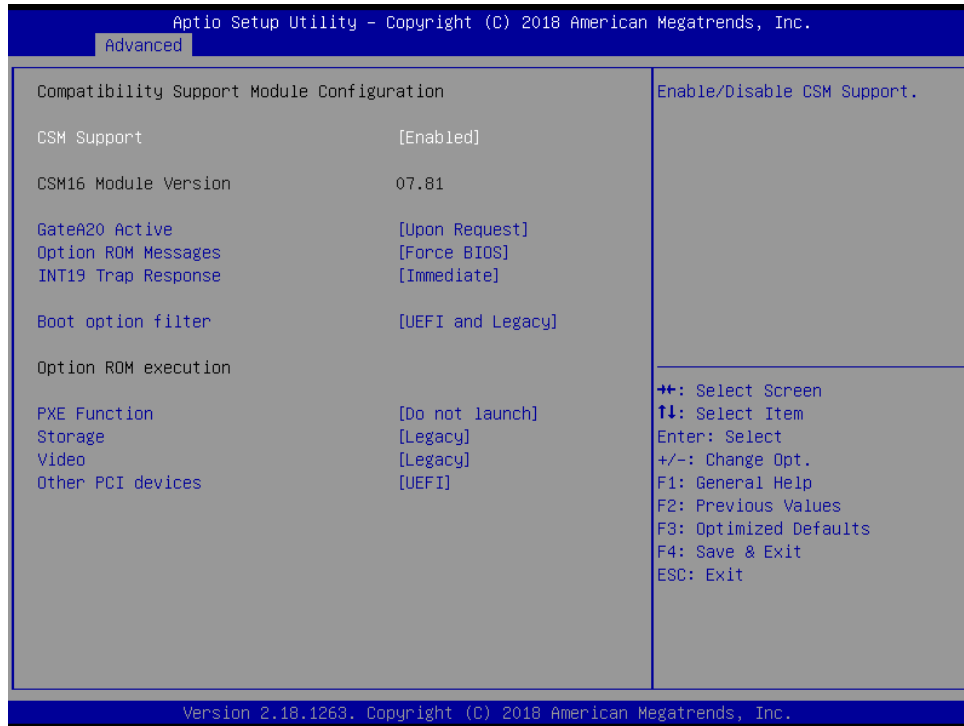 Aptio Setup Utility – Copyright (C) 2018 American Megatrends, Inc.
Advanced
Compatibility Support Module Configuration
CSM Support [Enabled]
CSM16 Module Version 07.81
GateA20 Active [Upon Request]
Option ROM Messages [Force BIOS]
INT19 Trap Response [Immediate]
Boot option filter [UEFI and Legacy]
Option ROM execution
PXE Function [Do not launch]
Storage [Legacy]
Video [Legacy]
Other PCI devices [UEFI]
Enable/Disable CSM Support.
→←: Select Screen
↑↓: Select Item
Enter: Select
+/-: Change Opt.
F1: General Help
F2: Previous Values
F3: Optimized Defaults
F4: Save & Exit
ESC: Exit
Version 2.18.1263. Copyright (C) 2018 American Megatrends, Inc.